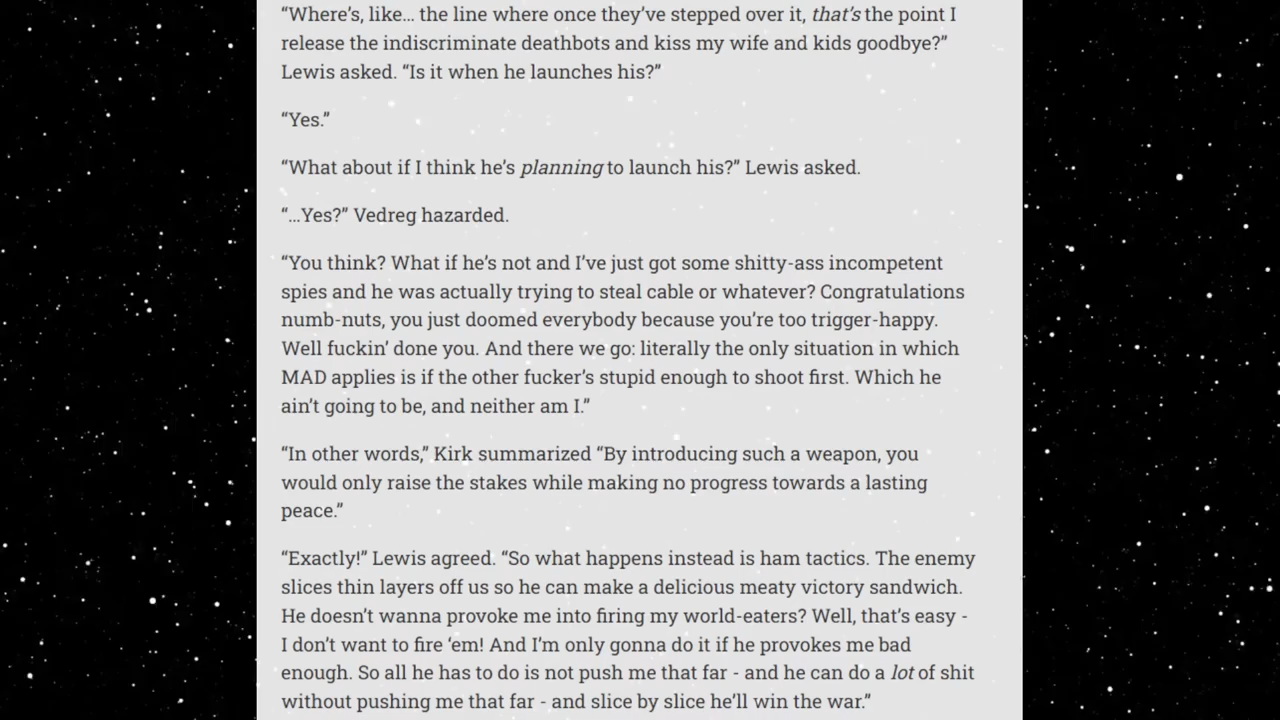 “Where’s, like… the line where once they’ve stepped over it, that’s the point I
release the indiscriminate deathbots and kiss my wife and kids goodbye?”
Lewis asked. “Is it when he launches his?”
“Yes.”
“What about if I think he’s planning to launch his?” Lewis asked.
“…Yes?” Vedreg hazarded.
“You think? What if he’s not and I’ve just got some shitty-ass incompetent
spies and he was actually trying to steal cable or whatever? Congratulations
numb-nuts, you just doomed everybody because you’re too trigger-happy.
Well fuckin’ done you. And there we go: literally the only situation in which
MAD applies is if the other fucker’s stupid enough to shoot first. Which he
ain’t going to be, and neither am I.”
“In other words,” Kirk summarized “By introducing such a weapon, you
would only raise the stakes while making no progress towards a lasting
peace.”
“Exactly!” Lewis agreed. “So what happens instead is ham tactics. The enemy
slices thin layers off us so he can make a delicious meaty victory sandwich.
He doesn’t wanna provoke me into firing my world-eaters? Well, that’s easy -
I don’t want to fire ‘em! And I’m only gonna do it if he provokes me bad
enough. So all he has to do is not push me that far - and he can do a lot of shit
without pushing me that far - and slice by slice he’ll win the war.”